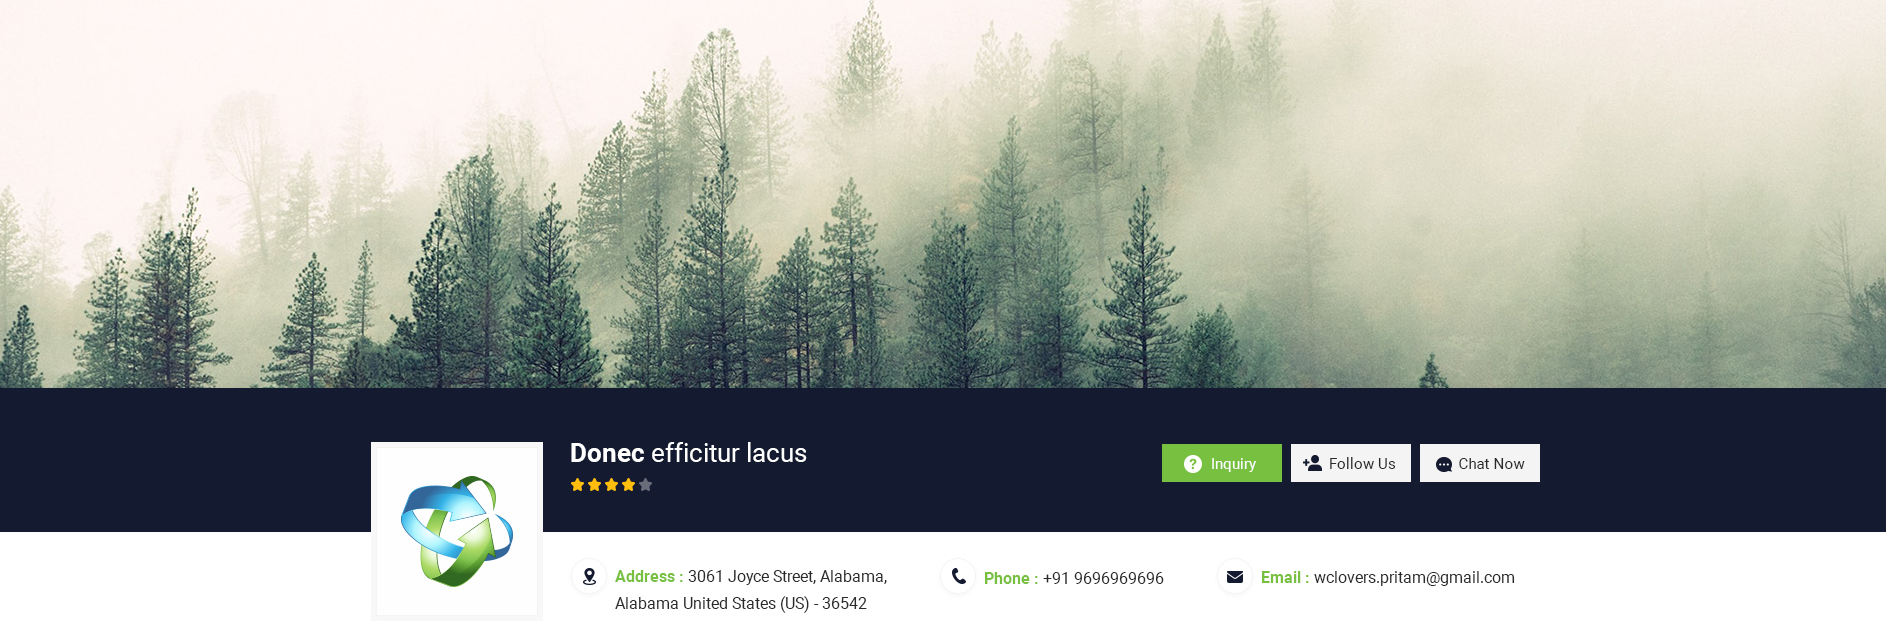 Donec efficitur lacus
Inquiry
Follow Us
Chat Now
Address : 3061 Joyce Street, Alabama,
Alabama United States (US) - 36542
Phone : +91 9696969696
Email : wclovers.pritam@gmail.com